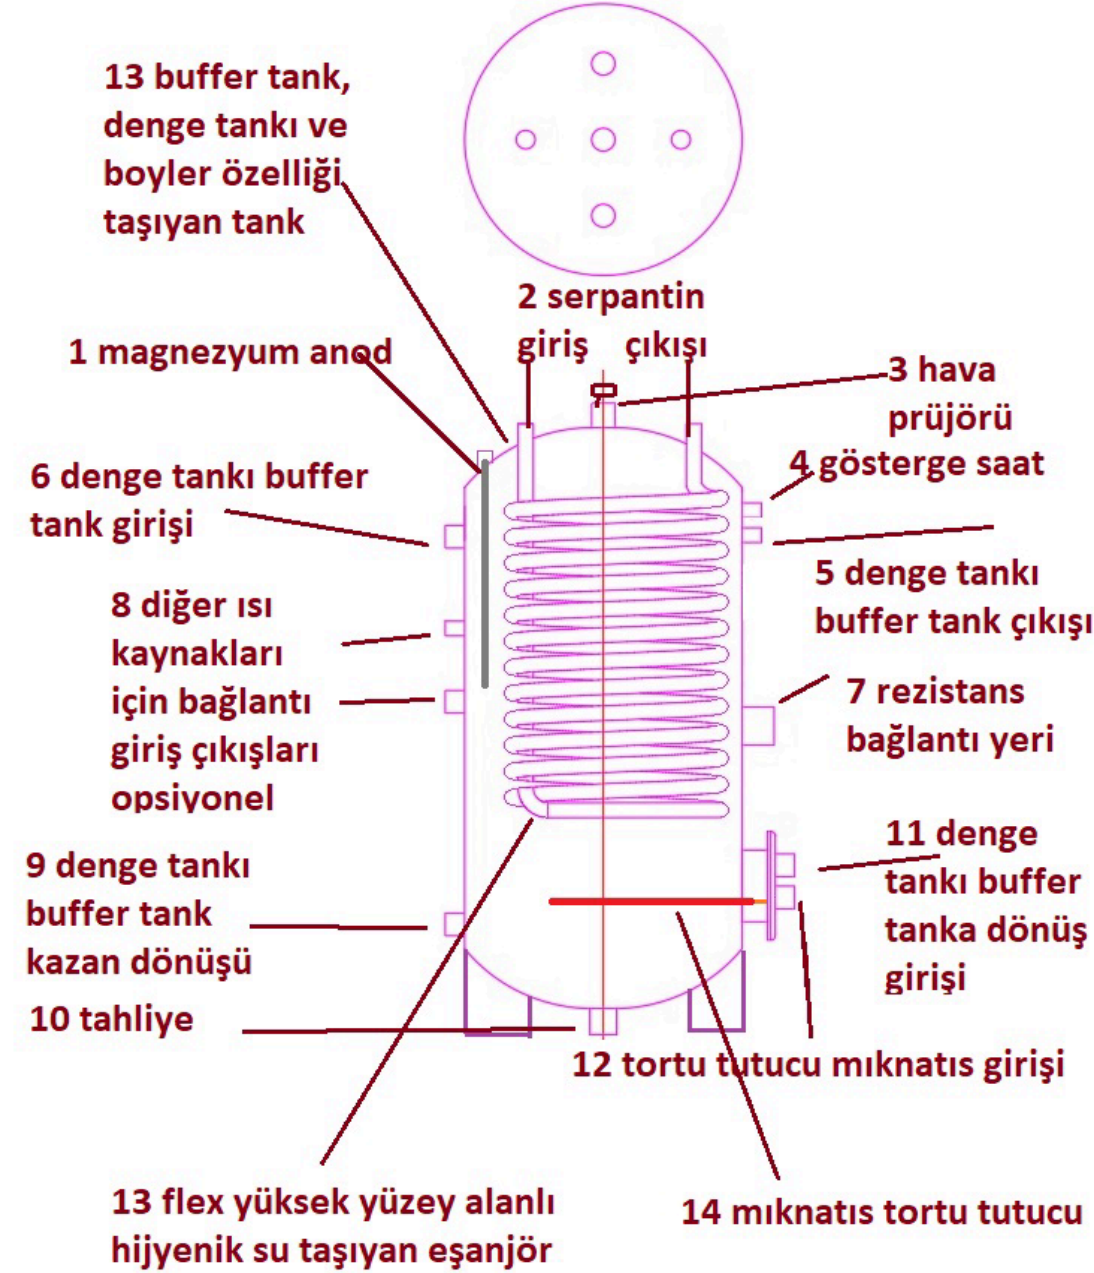 13 buffer tank,
denge tankı ve
boyler özelliği
taşıyan tank
2 serpantin
giriş çıkışı
1 magnezyum anod
3 hava
prüjörü
4 gösterge saat
6 denge tankı buffer
tank girişi
5 denge tankı
buffer tank çıkışı
8 diğer ısı
kaynakları
için bağlantı
giriş çıkışları
opsiyonel
7 rezistans
bağlantı yeri
11 denge
tankı buffer
tanka dönüş
girişi
9 denge tankı
buffer tank
kazan dönüşü
10 tahliye
12 tortu tutucu mıknatıs girişi
13 flex yüksek yüzey alanlı
hijyenik su taşıyan eşanjör
14 mıknatıs tortu tutucu